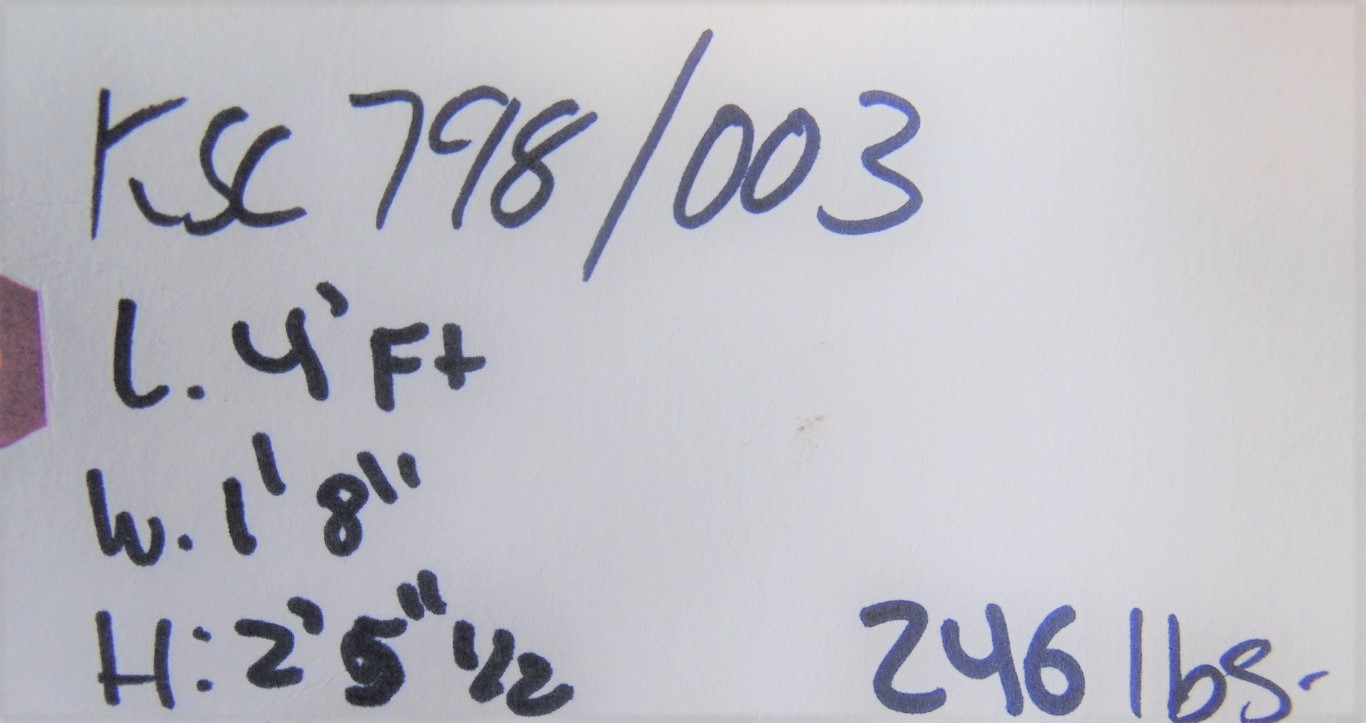 KSC 798/003
L. 4' Ft
W. 1' 8"
H: 2' 5" 1/2
246 lbs.